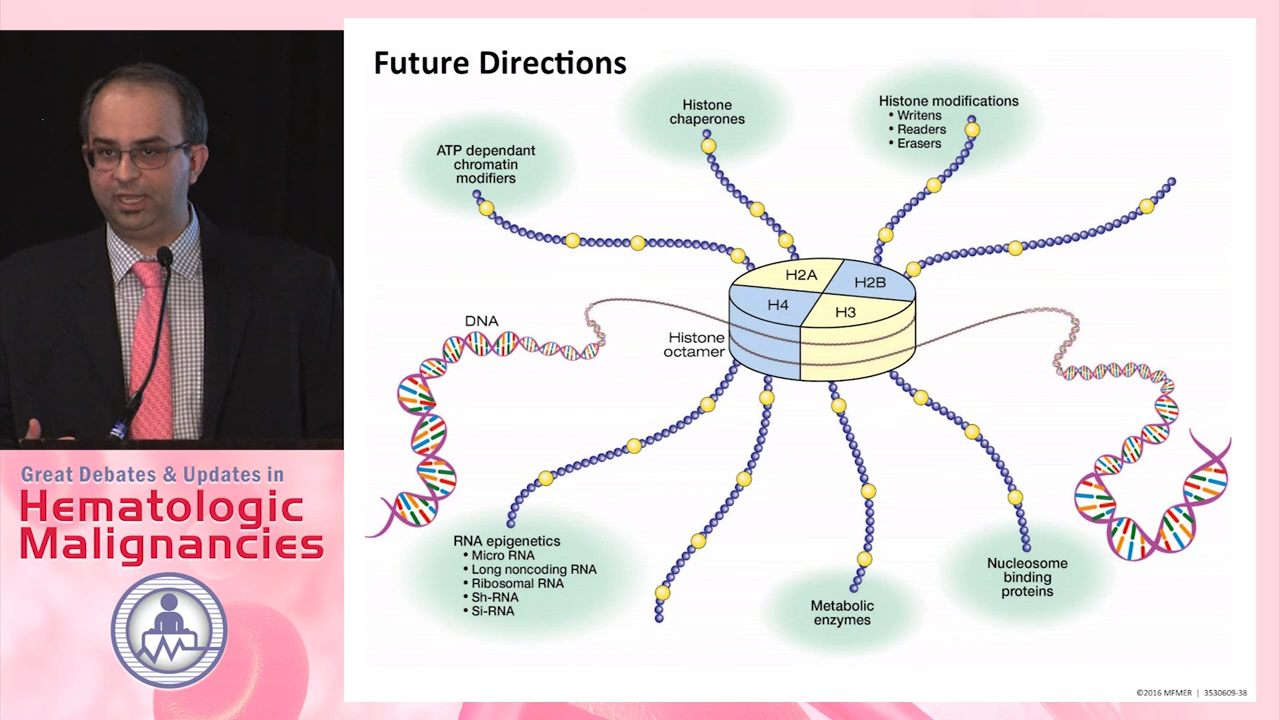 Future Directions
ATP dependant
chromatin
modifiers
Histone
chaperones
Histone modifications
• Writens
• Readers
• Erasers
H2A
H2B
H4
H3
DNA
Histone
octamer
RNA epigenetics
• Micro RNA
• Long noncoding RNA
• Ribosomal RNA
• Sh-RNA
• Si-RNA
Metabolic
enzymes
Nucleosome
binding
proteins
©2016 MFMER | 3530609-38
Great Debates & Updates in
Hematologic
Malignancies